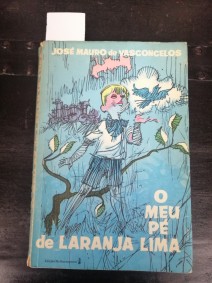 JOSÉ MAURO de VASCONCELOS
O
MEU
PÉ
de LARANJA LIMA